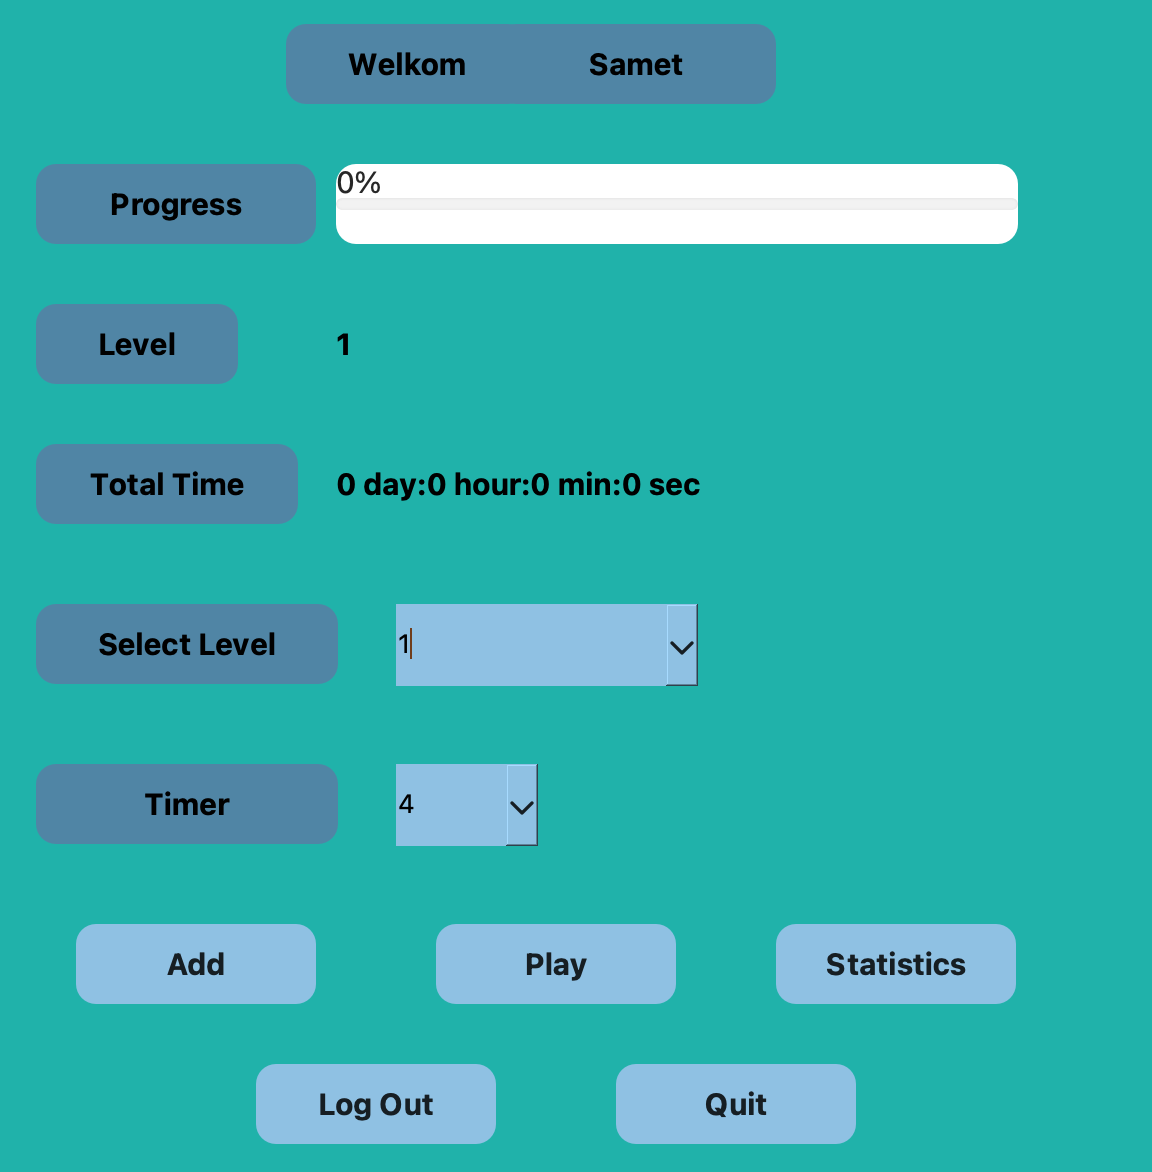 Welkom Samet
Progress 0%
Level 1
Total Time 0 day:0 hour:0 min:0 sec
Select Level 1
Timer 4
Add Play Statistics
Log Out Quit